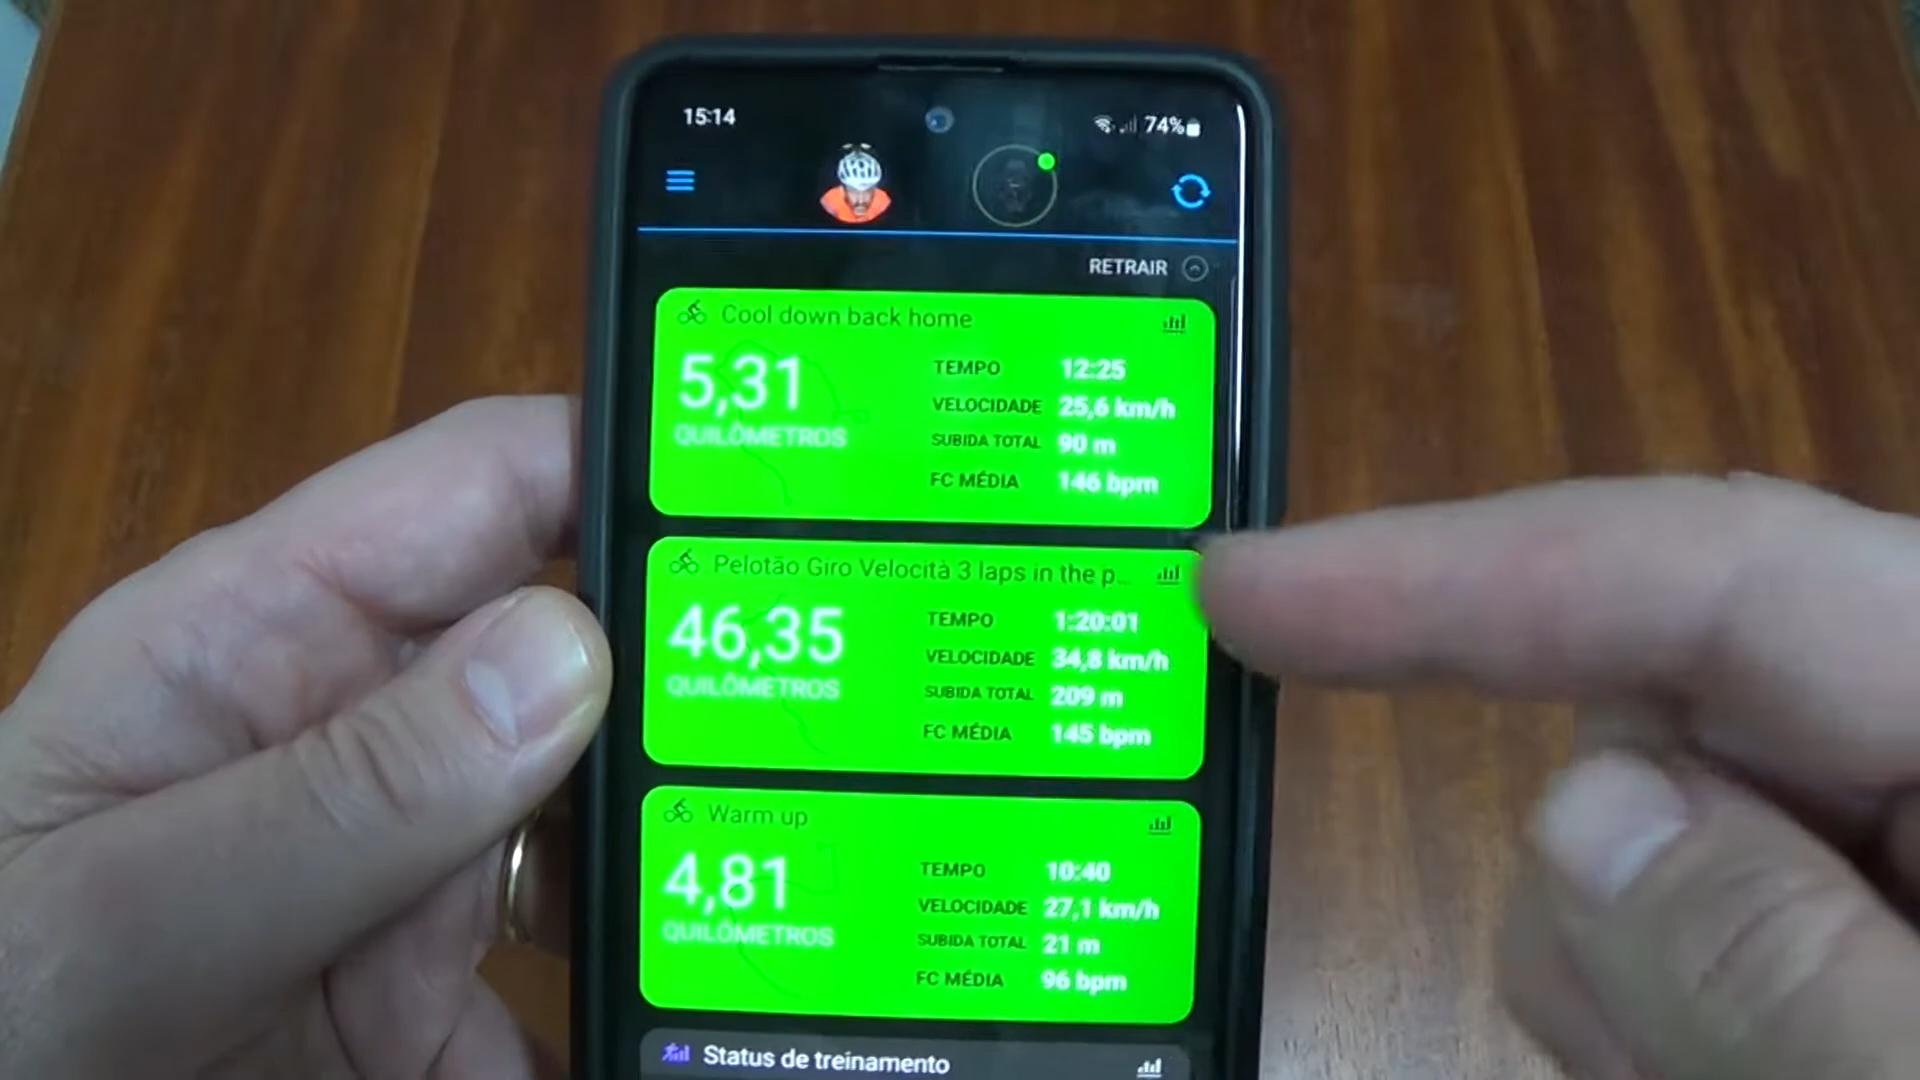 15:14
74%
RETRAIR
Cool down back home
5,31
QUILÔMETROS
TEMPO 12:25
VELOCIDADE 25,6 km/h
SUBIDA TOTAL 90 m
FC MÉDIA 146 bpm
Pelotão Giro Velocità 3 laps in the p...
46,35
QUILÔMETROS
TEMPO 1:20:01
VELOCIDADE 34,8 km/h
SUBIDA TOTAL 209 m
FC MÉDIA 145 bpm
Warm up
4,81
QUILÔMETROS
TEMPO 10:40
VELOCIDADE 27,1 km/h
SUBIDA TOTAL 21 m
FC MÉDIA 96 bpm
Status de treinamento